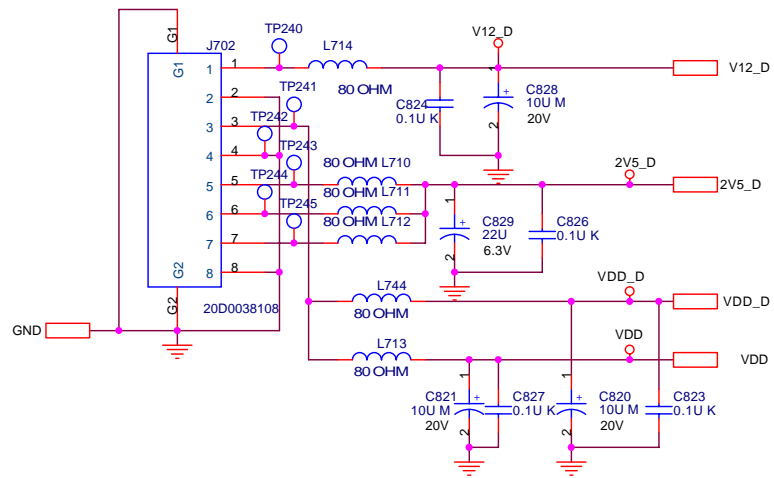 G1
J702
TP240
L714
V12_D
G1
1
1
80 OHM
1
C828
10U M
20V
2
V12_D
2
2
TP241
C824
0.1U K
3
3
TP242
4
4
TP243
80 OHM L710
2V5_D
5
5
TP244
80 OHM L711
2V5_D
6
6
TP245
80 OHM L712
1
C829
22U
6.3V
2
C826
0.1U K
7
7
G2
8
8
G2
20D0038108
L744
80 OHM
VDD_D
VDD_D
GND
L713
80 OHM
VDD
VDD
1
C821
10U M
20V
2
C827
0.1U K
1
C820
10U M
20V
2
C823
0.1U K